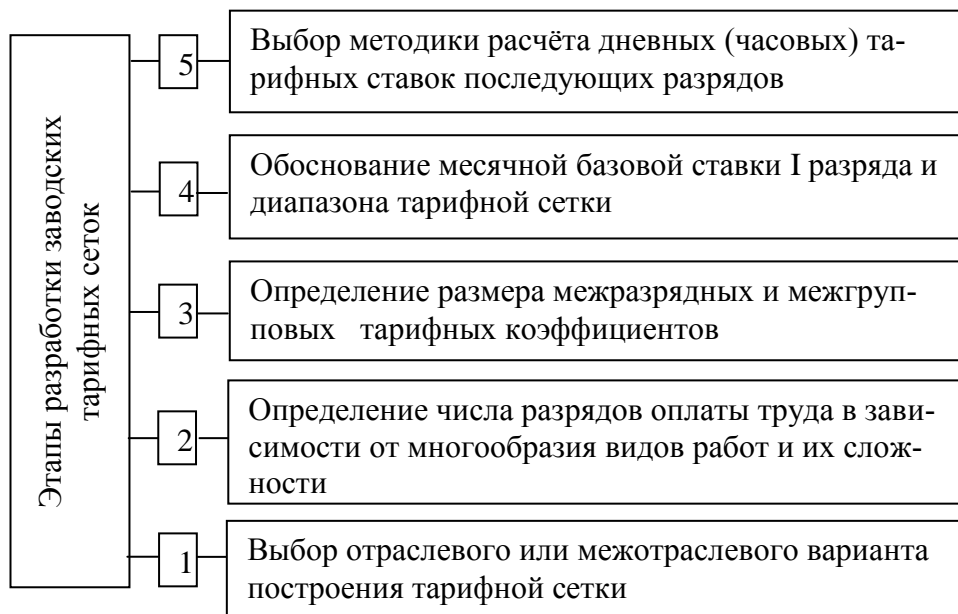 Этапы разработки заводских
тарифных сеток
5
Выбор методики расчёта дневных (часовых) та-
рифных ставок последующих разрядов
4
Обоснование месячной базовой ставки I разряда и
диапазона тарифной сетки
3
Определение размера межразрядных и межгруп-
повых тарифных коэффициентов
2
Определение числа разрядов оплаты труда в зави-
симости от многообразия видов работ и их слож-
ности
1
Выбор отраслевого или межотраслевого варианта
построения тарифной сетки